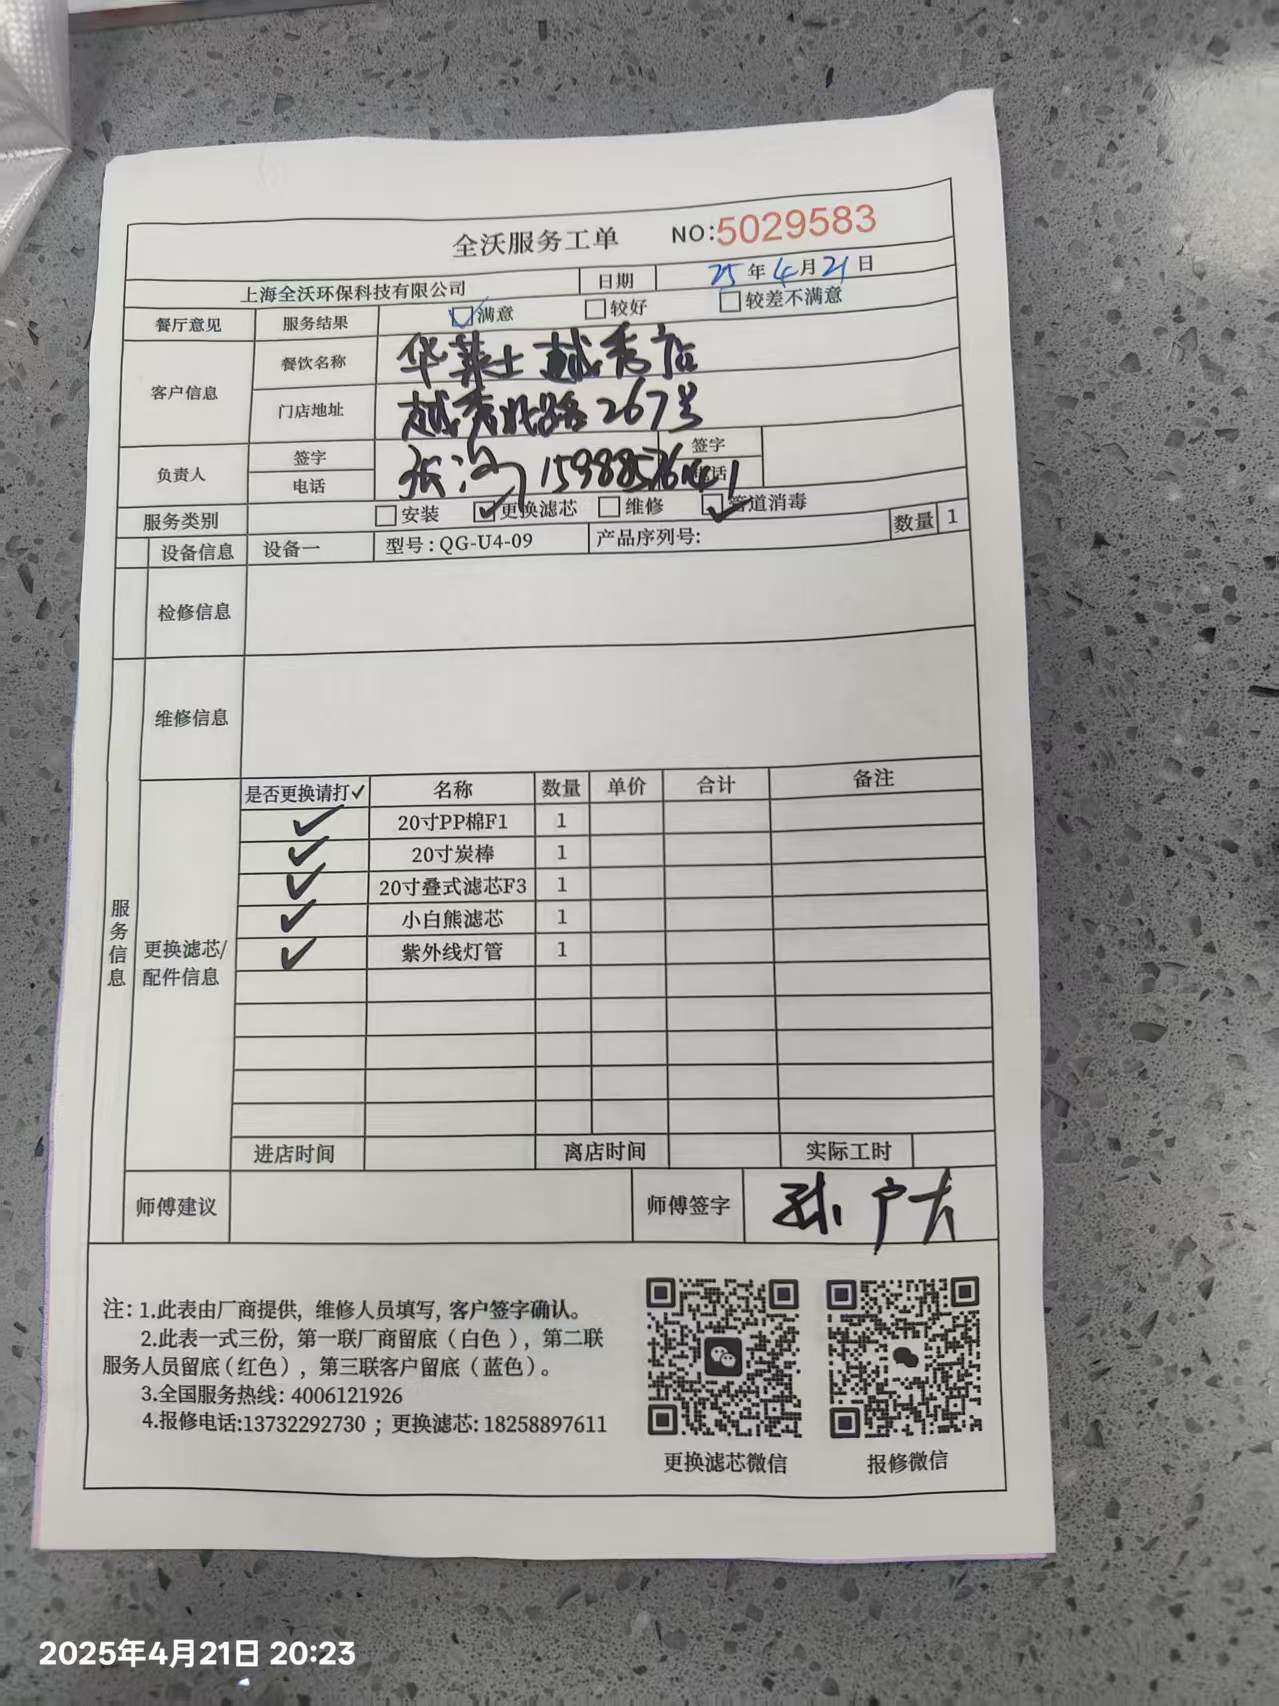 全沃服务工单 NO:5029583
上海全沃环保科技有限公司 日期 25年4月21日
餐厅意见 服务结果 满意 较好 较差不满意
客户信息 餐饮名称 华莱士 越秀店
门店地址 越秀北路267号
负责人 签字 张 签字
电话 电话
服务类别 安装 更换滤芯 维修 管道消毒
设备信息 设备一 型号:QG-U4-09 产品序列号: 数量 1
检修信息
维修信息
服务信息
更换滤芯/配件信息
是否更换请打✓ 名称 数量 单价 合计 备注
✓ 20寸PP棉F1 1
✓ 20寸炭棒 1
✓ 20寸叠式滤芯F3 1
✓ 小白熊滤芯 1
✓ 紫外线灯管 1
进店时间 离店时间 实际工时
师傅建议 师傅签字 孙
注: 1.此表由厂商提供, 维修人员填写, 客户签字确认。
2.此表一式三份, 第一联厂商留底（白色）, 第二联
服务人员留底(红色）, 第三联客户留底（蓝色）。
3.全国服务热线: 4006121926
4.报修电话:13732292730 ; 更换滤芯: 18258897611
更换滤芯微信 报修微信
2025年4月21日 20:23